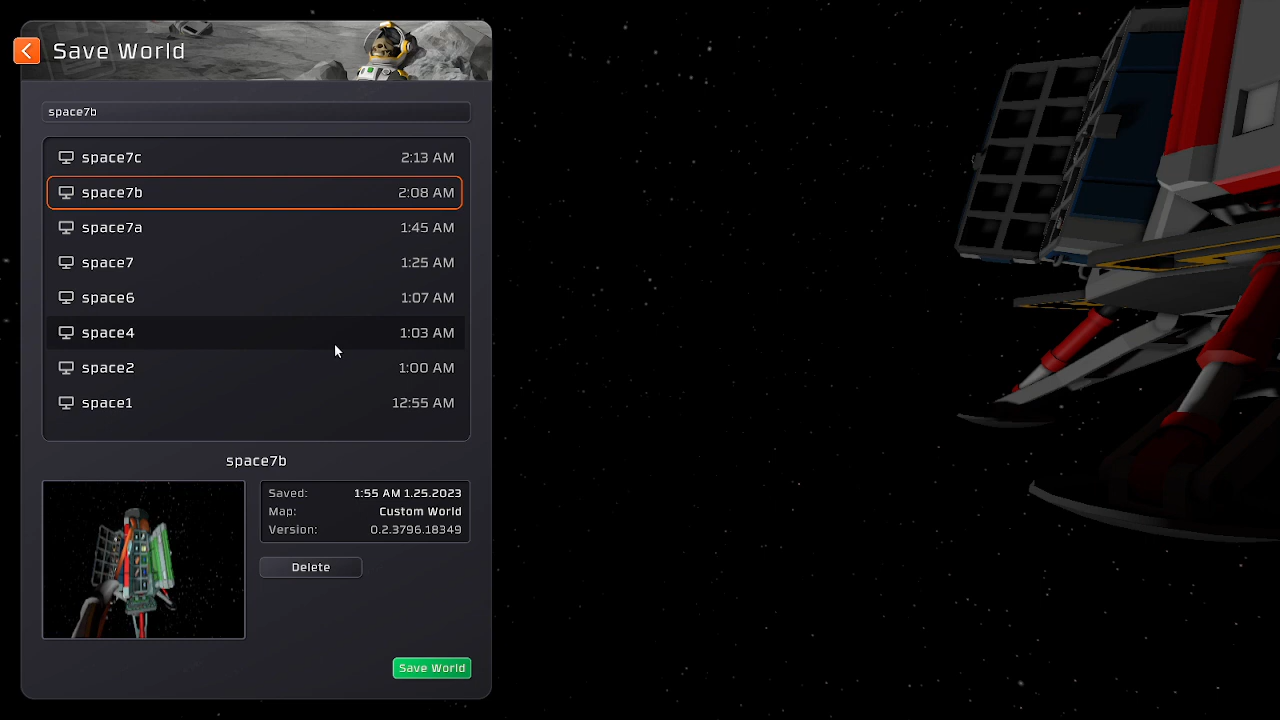 Save World
space7b
space7c 2:13 AM
space7b 2:08 AM
space7a 1:45 AM
space7 1:25 AM
space6 1:07 AM
space4 1:03 AM
space2 1:00 AM
space1 12:55 AM
space7b
Saved: 1:55 AM 1.25.2023
Map: Custom World
Version: 0.2.3796.18349
Delete
Save World